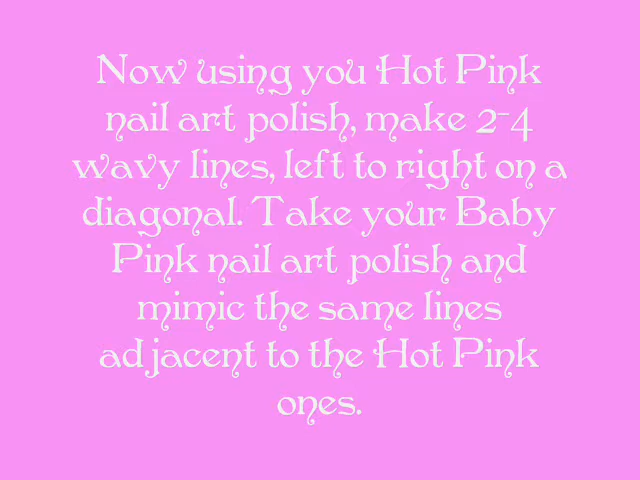 Now using you Hot Pink
nail art polish, make 2-4
wavy lines, left to right on a
diagonal. Take your Baby
Pink nail art polish and
mimic the same lines
adjacent to the Hot Pink
ones.